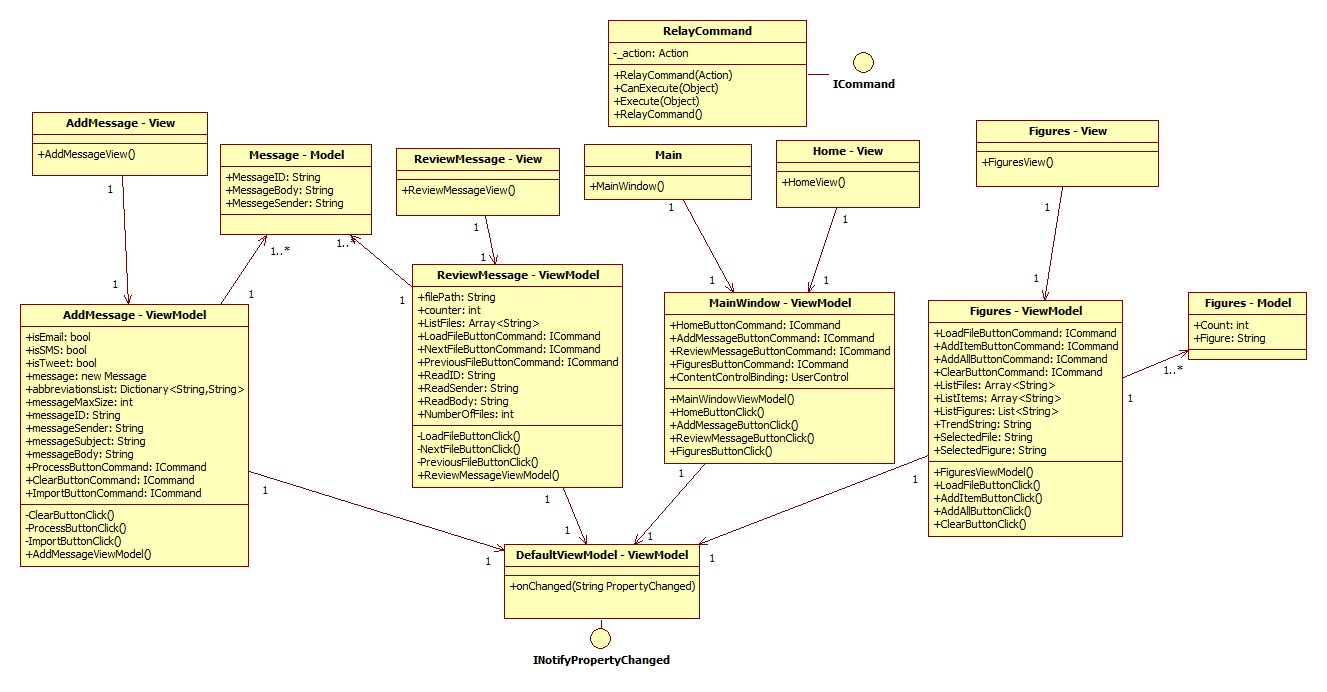 RelayCommand
-_action: Action
+RelayCommand(Action)
+CanExecute(Object)
+Execute(Object)
+RelayCommand()
ICommand
AddMessage - View
+AddMessageView()
1
1
Message - Model
+MessageID: String
+MessageBody: String
+MessegeSender: String
1..*
1..*
1
1
ReviewMessage - View
+ReviewMessageView()
1
1
Main
+MainWindow()
1
1
Home - View
+HomeView()
1
1
Figures - View
+FiguresView()
1
1
AddMessage - ViewModel
+isEmail: bool
+isSMS: bool
+isTweet: bool
+message: new Message
+abbreviationsList: Dictionary<String,String>
+messageMaxSize: int
+messageID: String
+messageSender: String
+messageSubject: String
+messageBody: String
+ProcessButtonCommand: ICommand
+ClearButtonCommand: ICommand
+ImportButtonCommand: ICommand
-ClearButtonClick()
-ProcessButtonClick()
-ImportButtonClick()
+AddMessageViewModel()
1
1
ReviewMessage - ViewModel
+filePath: String
+counter: int
+ListFiles: Array<String>
+LoadFileButtonCommand: ICommand
+NextFileButtonCommand: ICommand
+PreviousFileButtonCommand: ICommand
+ReadID: String
+ReadSender: String
+ReadBody: String
+NumberOfFiles: int
-LoadFileButtonClick()
-NextFileButtonClick()
-PreviousFileButtonClick()
+ReviewMessageViewModel()
1
1
MainWindow - ViewModel
+HomeButtonCommand: ICommand
+AddMessageButtonCommand: ICommand
+ReviewMessageButtonCommand: ICommand
+FiguresButtonCommand: ICommand
+ContentControlBinding: UserControl
+MainWindowViewModel()
+HomeButtonClick()
+AddMessageButtonClick()
+ReviewMessageButtonClick()
+FiguresButtonClick()
1
1
Figures - ViewModel
+LoadFileButtonCommand: ICommand
+AddItemButtonCommand: ICommand
+AddAllButtonCommand: ICommand
+ClearButtonCommand: ICommand
+ListFiles: Array<String>
+ListItems: Array<String>
+ListFigures: List<String>
+TrendString: String
+SelectedFile: String
+SelectedFigure: String
+FiguresViewModel()
+LoadFileButtonClick()
+AddItemButtonClick()
+AddAllButtonClick()
+ClearButtonClick()
1
1
Figures - Model
+Count: int
+Figure: String
1..*
1
DefaultViewModel - ViewModel
+onChanged(String PropertyChanged)
INotifyPropertyChanged